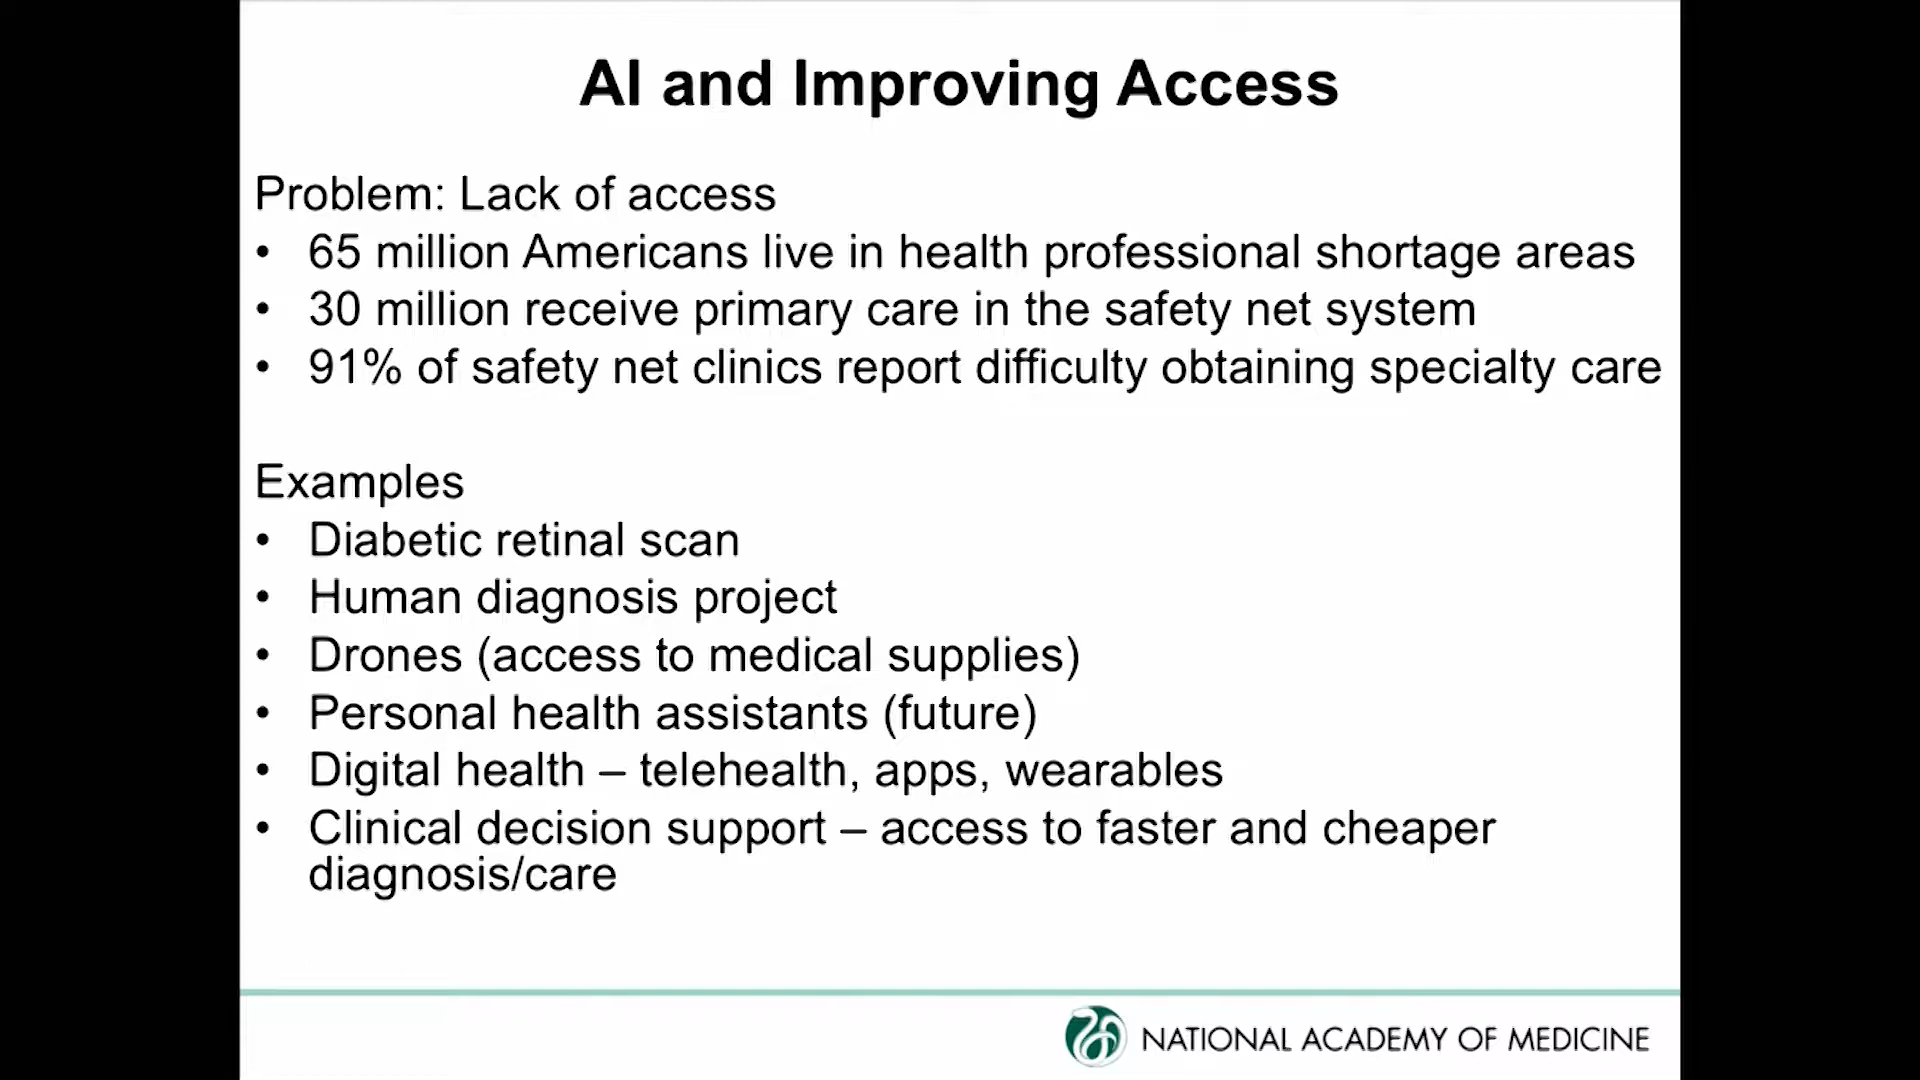 AI and Improving Access
Problem: Lack of access
• 65 million Americans live in health professional shortage areas
• 30 million receive primary care in the safety net system
• 91% of safety net clinics report difficulty obtaining specialty care
Examples
• Diabetic retinal scan
• Human diagnosis project
• Drones (access to medical supplies)
• Personal health assistants (future)
• Digital health – telehealth, apps, wearables
• Clinical decision support – access to faster and cheaper
diagnosis/care
NATIONAL ACADEMY OF MEDICINE